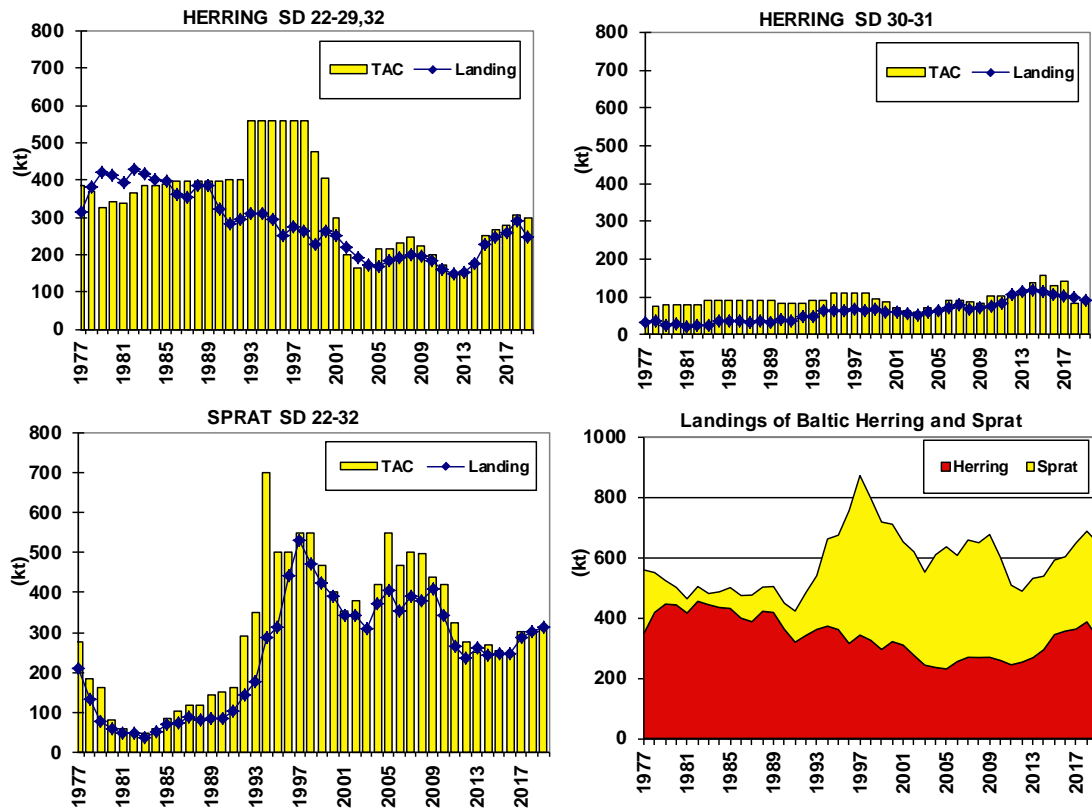 HERRING SD 22-29,32
800
700
600
500
400
300
200
100
0
(kt)
TAC Landing
1977 1981 1985 1989 1993 1997 2001 2005 2009 2013 2017
HERRING SD 30-31
800
700
600
500
400
300
200
100
0
(kt)
TAC Landing
1977 1981 1985 1989 1993 1997 2001 2005 2009 2013 2017
SPRAT SD 22-32
800
700
600
500
400
300
200
100
0
(kt)
TAC Landing
1977 1981 1985 1989 1993 1997 2001 2005 2009 2013 2017
Landings of Baltic Herring and Sprat
1000
800
600
400
200
0
(kt)
Herring Sprat
1977 1981 1985 1989 1993 1997 2001 2005 2009 2013 2017